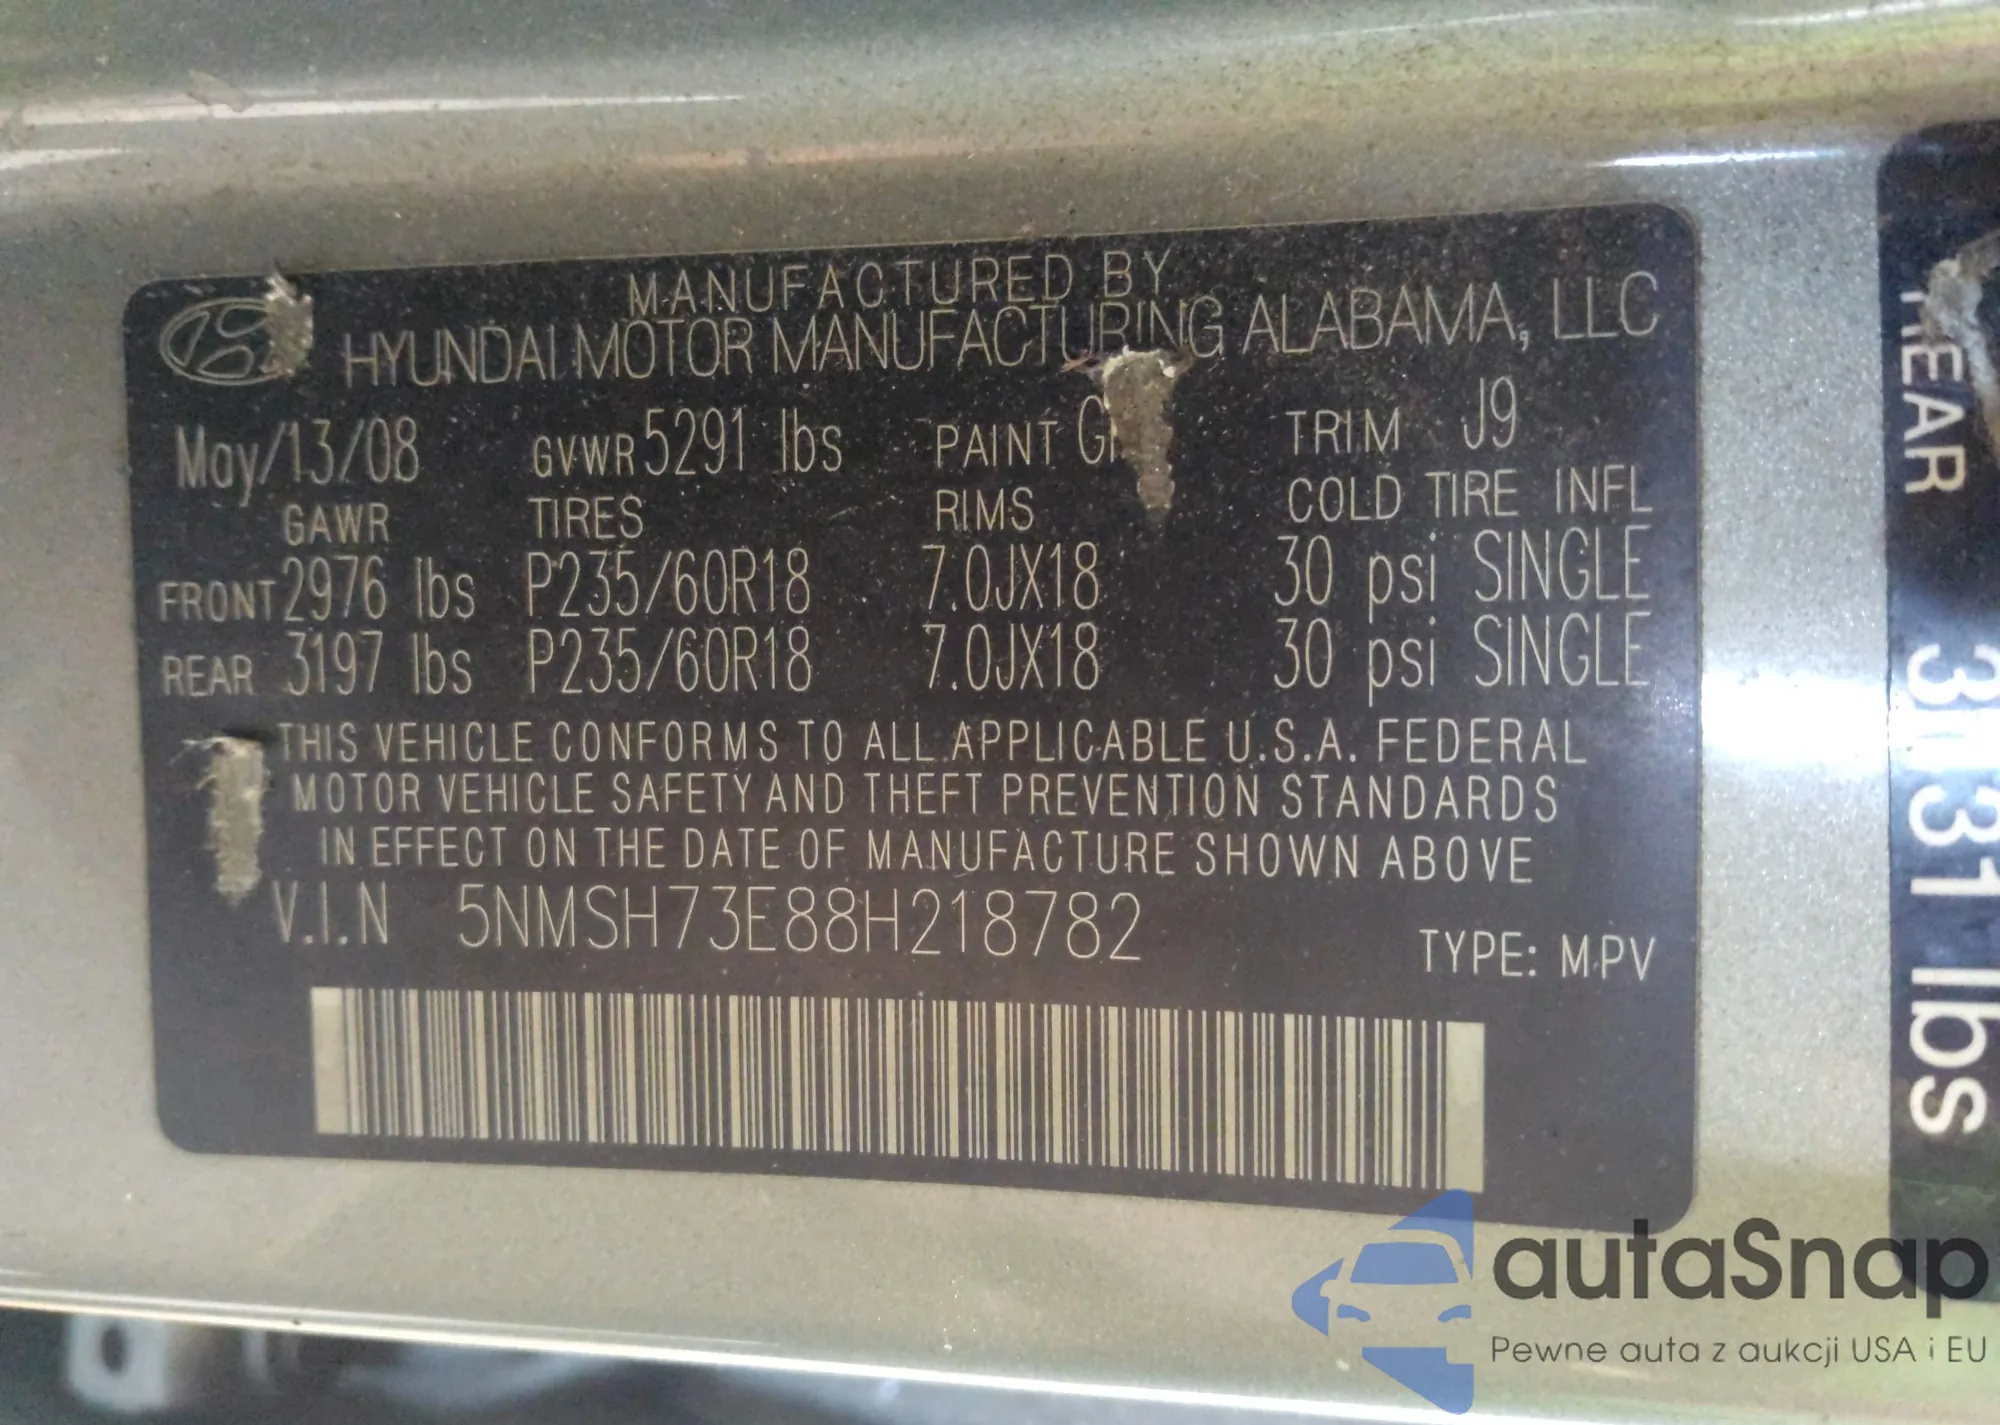 MANUFACTURED BY
HYUNDAI MOTOR MANUFACTURING ALABAMA, LLC
May/13/08 GVWR 5291 lbs PAINT TRIM J9
GAWR TIRES RIMS COLD TIRE INFL
FRONT 2976 lbs P235/60R18 7.0JX18 30 psi SINGLE
REAR 3197 lbs P235/60R18 7.0JX18 30 psi SINGLE
THIS VEHICLE CONFORMS TO ALL APPLICABLE U.S.A. FEDERAL
MOTOR VEHICLE SAFETY AND THEFT PREVENTION STANDARDS
IN EFFECT ON THE DATE OF MANUFACTURE SHOWN ABOVE
V.I.N 5NMSH73E88H218782 TYPE: MPV
REAR 3031 lbs
autaSnap
Pewne auta z aukcji USA i EU